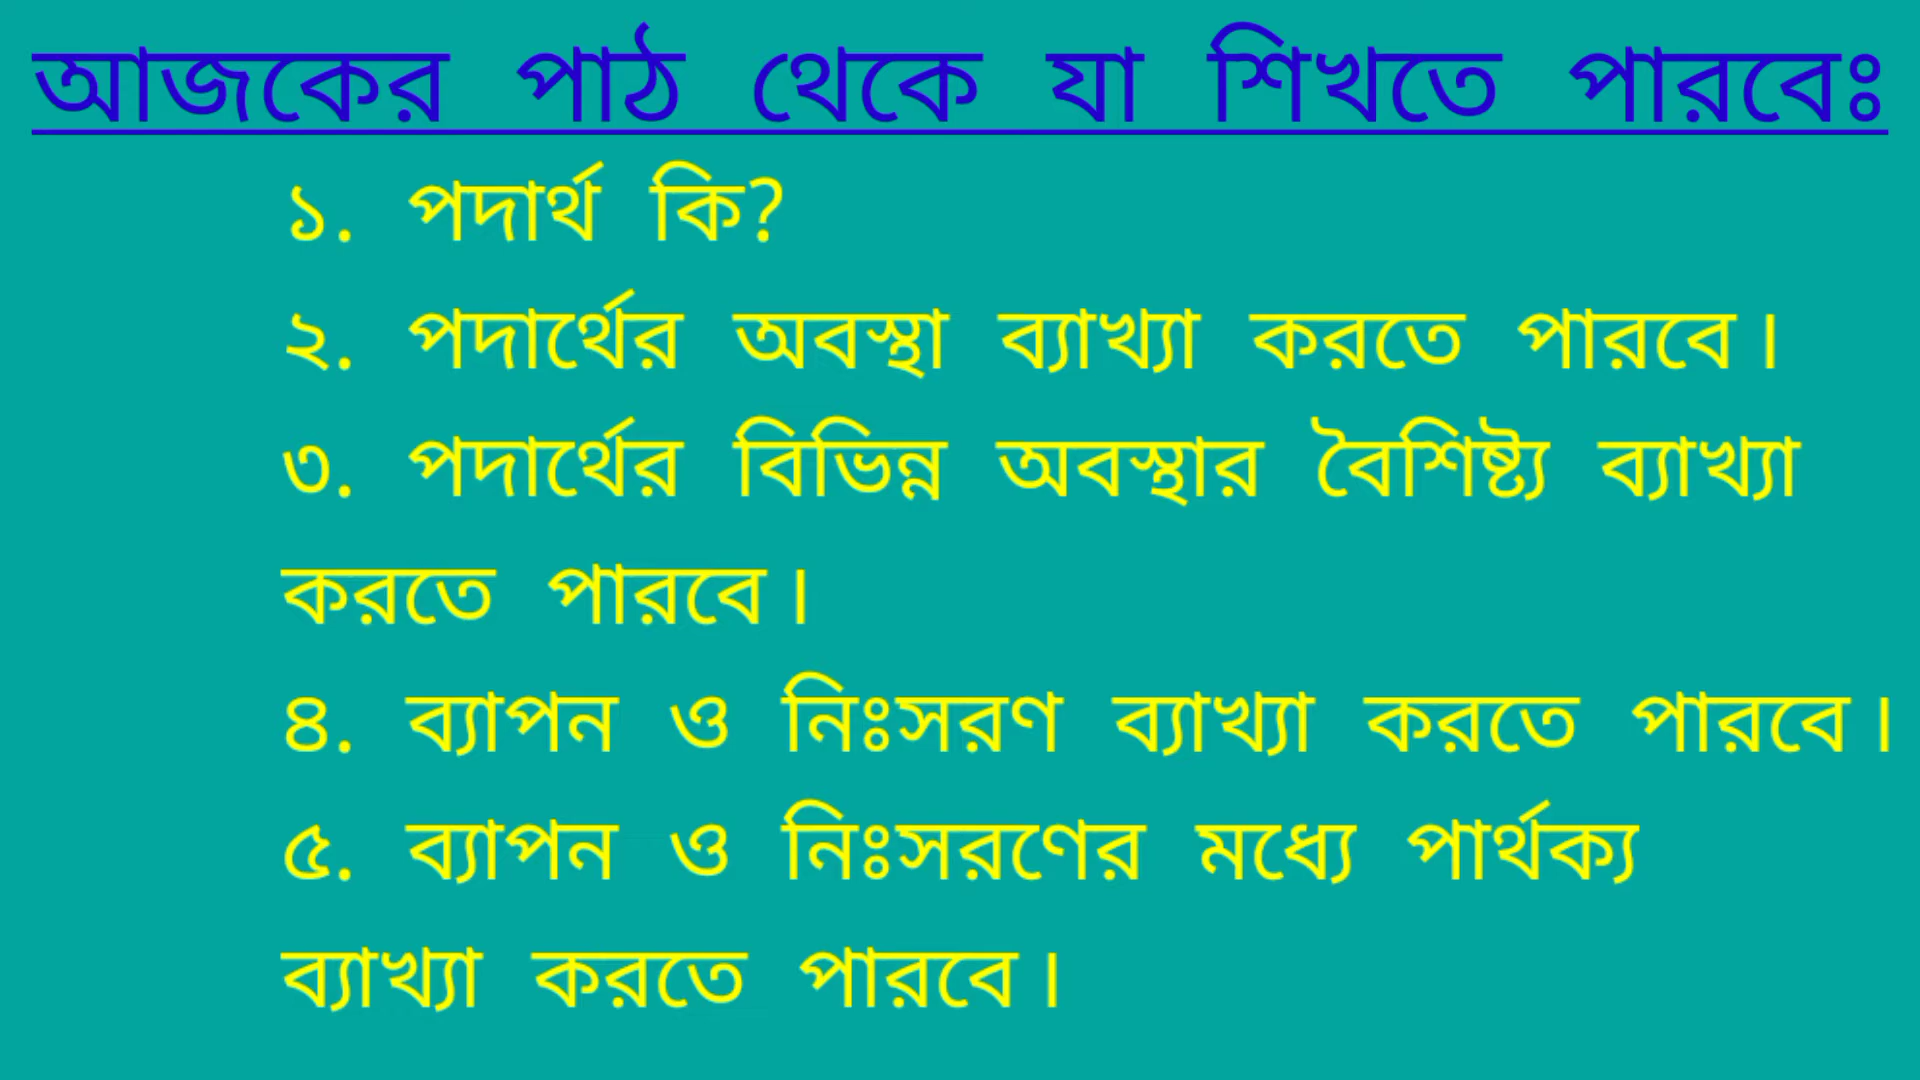 আজকের পাঠ থেকে যা শিখতে পারবেঃ
১. পদার্থ কি?
২. পদার্থের অবস্থা ব্যাখ্যা করতে পারবে।
৩. পদার্থের বিভিন্ন অবস্থার বৈশিষ্ট্য ব্যাখ্যা
করতে পারবে।
৪. ব্যাপন ও নিঃসরণ ব্যাখ্যা করতে পারবে।
৫. ব্যাপন ও নিঃসরণের মধ্যে পার্থক্য
ব্যাখ্যা করতে পারবে।